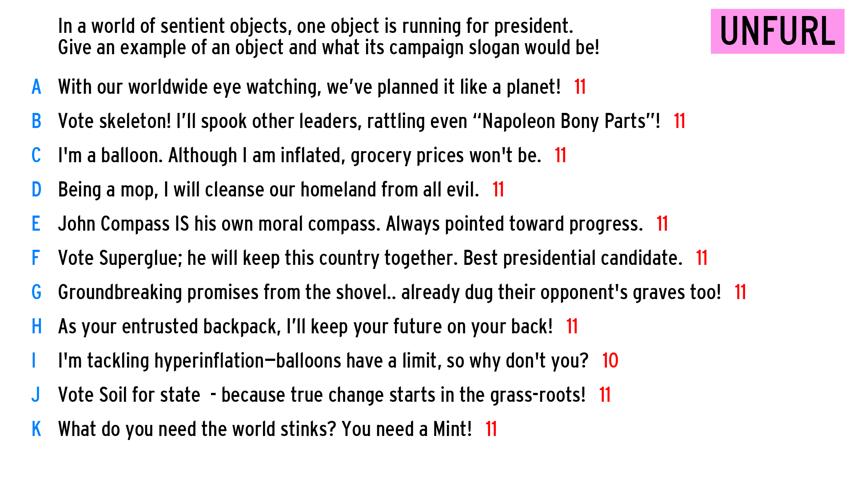 In a world of sentient objects, one object is running for president.
Give an example of an object and what its campaign slogan would be!
UNFURL
A With our worldwide eye watching, we've planned it like a planet! 11
B Vote skeleton! I'll spook other leaders, rattling even “Napoleon Bony Parts”! 11
C I'm a balloon. Although I am inflated, grocery prices won't be. 11
D Being a mop, I will cleanse our homeland from all evil. 11
E John Compass IS his own moral compass. Always pointed toward progress. 11
F Vote Superglue; he will keep this country together. Best presidential candidate. 11
G Groundbreaking promises from the shovel.. already dug their opponent's graves too! 11
H As your entrusted backpack, I'll keep your future on your back! 11
I I'm tackling hyperinflation—balloons have a limit, so why don't you? 10
J Vote Soil for state - because true change starts in the grass-roots! 11
K What do you need the world stinks? You need a Mint! 11